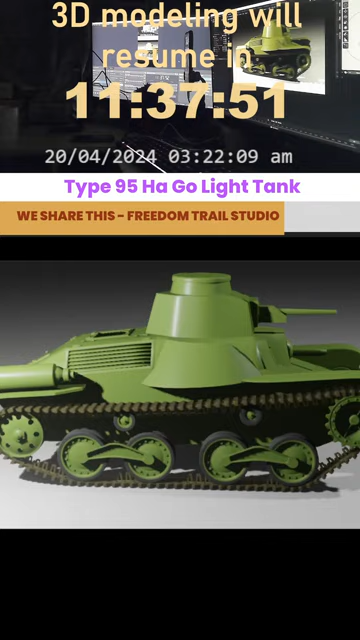 3D modeling will
resume in
11:37:51
20/04/2024 03:22:09 am
Type 95 Ha Go Light Tank
WE SHARE THIS - FREEDOM TRAIL STUDIO